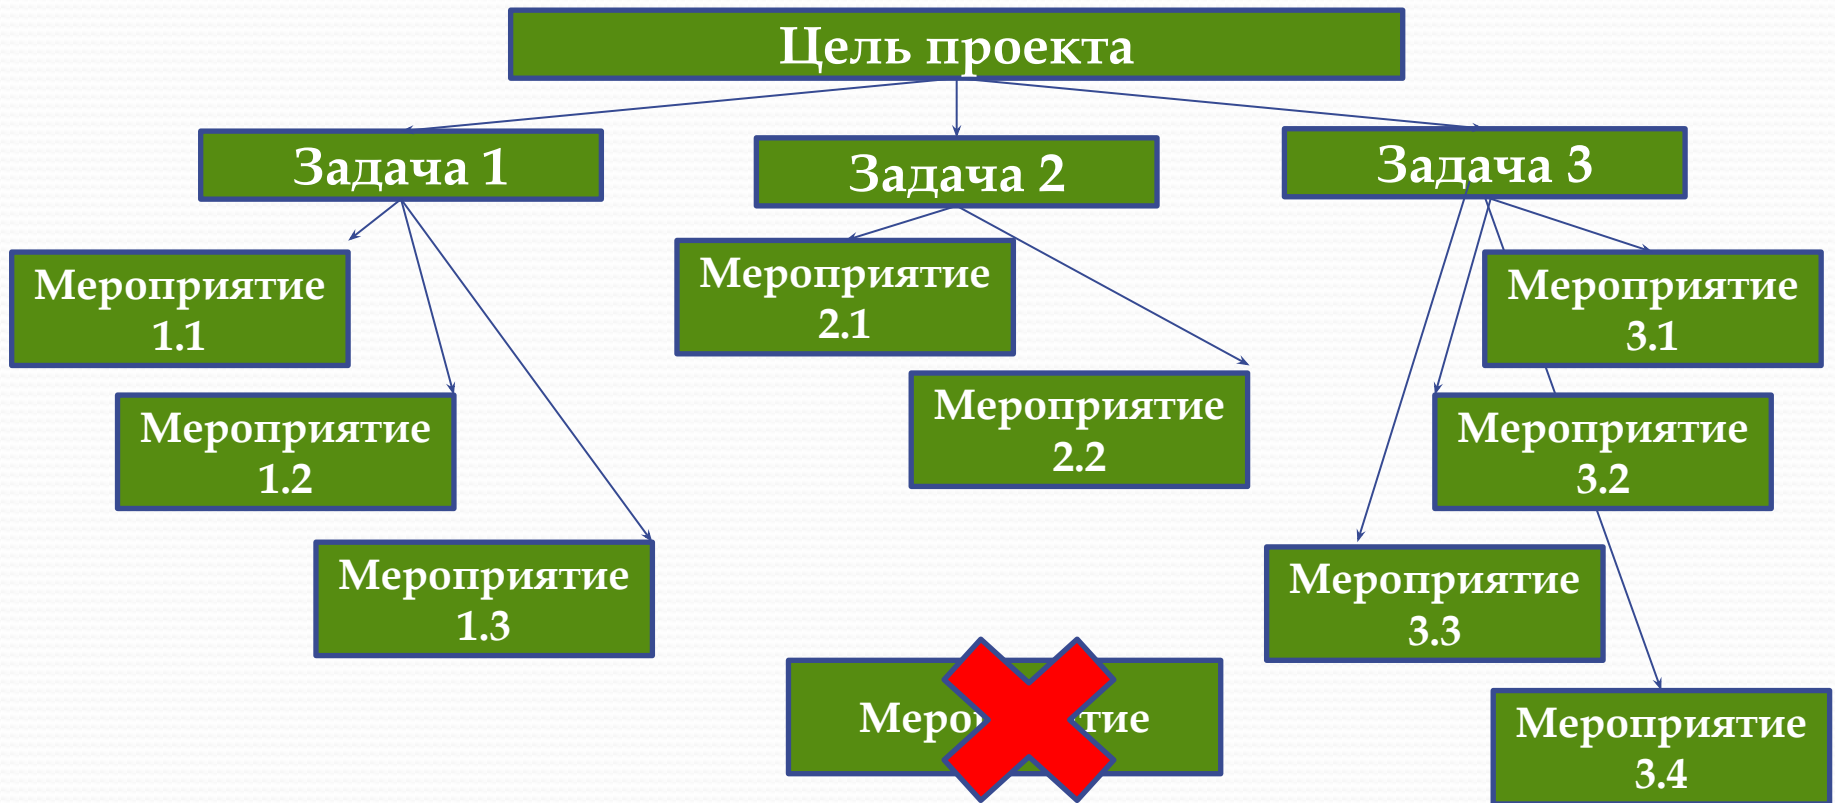 Цель проекта
Задача 1
Задача 2
Задача 3
Мероприятие
1.1
Мероприятие
2.1
Мероприятие
3.1
Мероприятие
1.2
Мероприятие
2.2
Мероприятие
3.2
Мероприятие
1.3
Мероприятие
3.3
Мероприятие
3.4